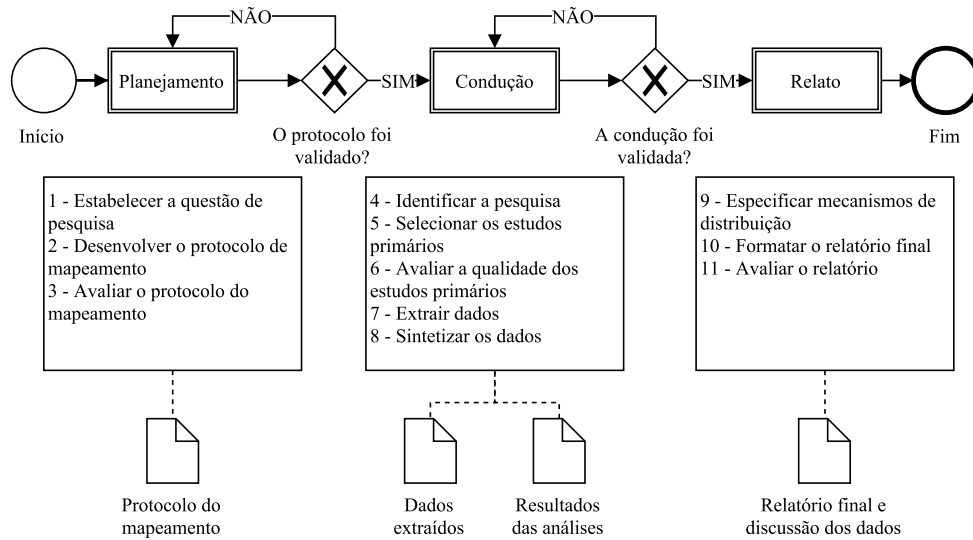 NÃO
NÃO
Planejamento
SIM
Condução
SIM
Relato
Início
O protocolo foi
validado?
A condução foi
validada?
Fim
1 - Estabelecer a questão de
pesquisa
2 - Desenvolver o protocolo de
mapeamento
3 - Avaliar o protocolo do
mapeamento
4 - Identificar a pesquisa
5 - Selecionar os estudos
primários
6 - Avaliar a qualidade dos
estudos primários
7 - Extrair dados
8 - Sintetizar os dados
9 - Especificar mecanismos de
distribuição
10 - Formatar o relatório final
11 - Avaliar o relatório
Protocolo do
mapeamento
Dados
extraídos
Resultados
das análises
Relatório final e
discussão dos dados